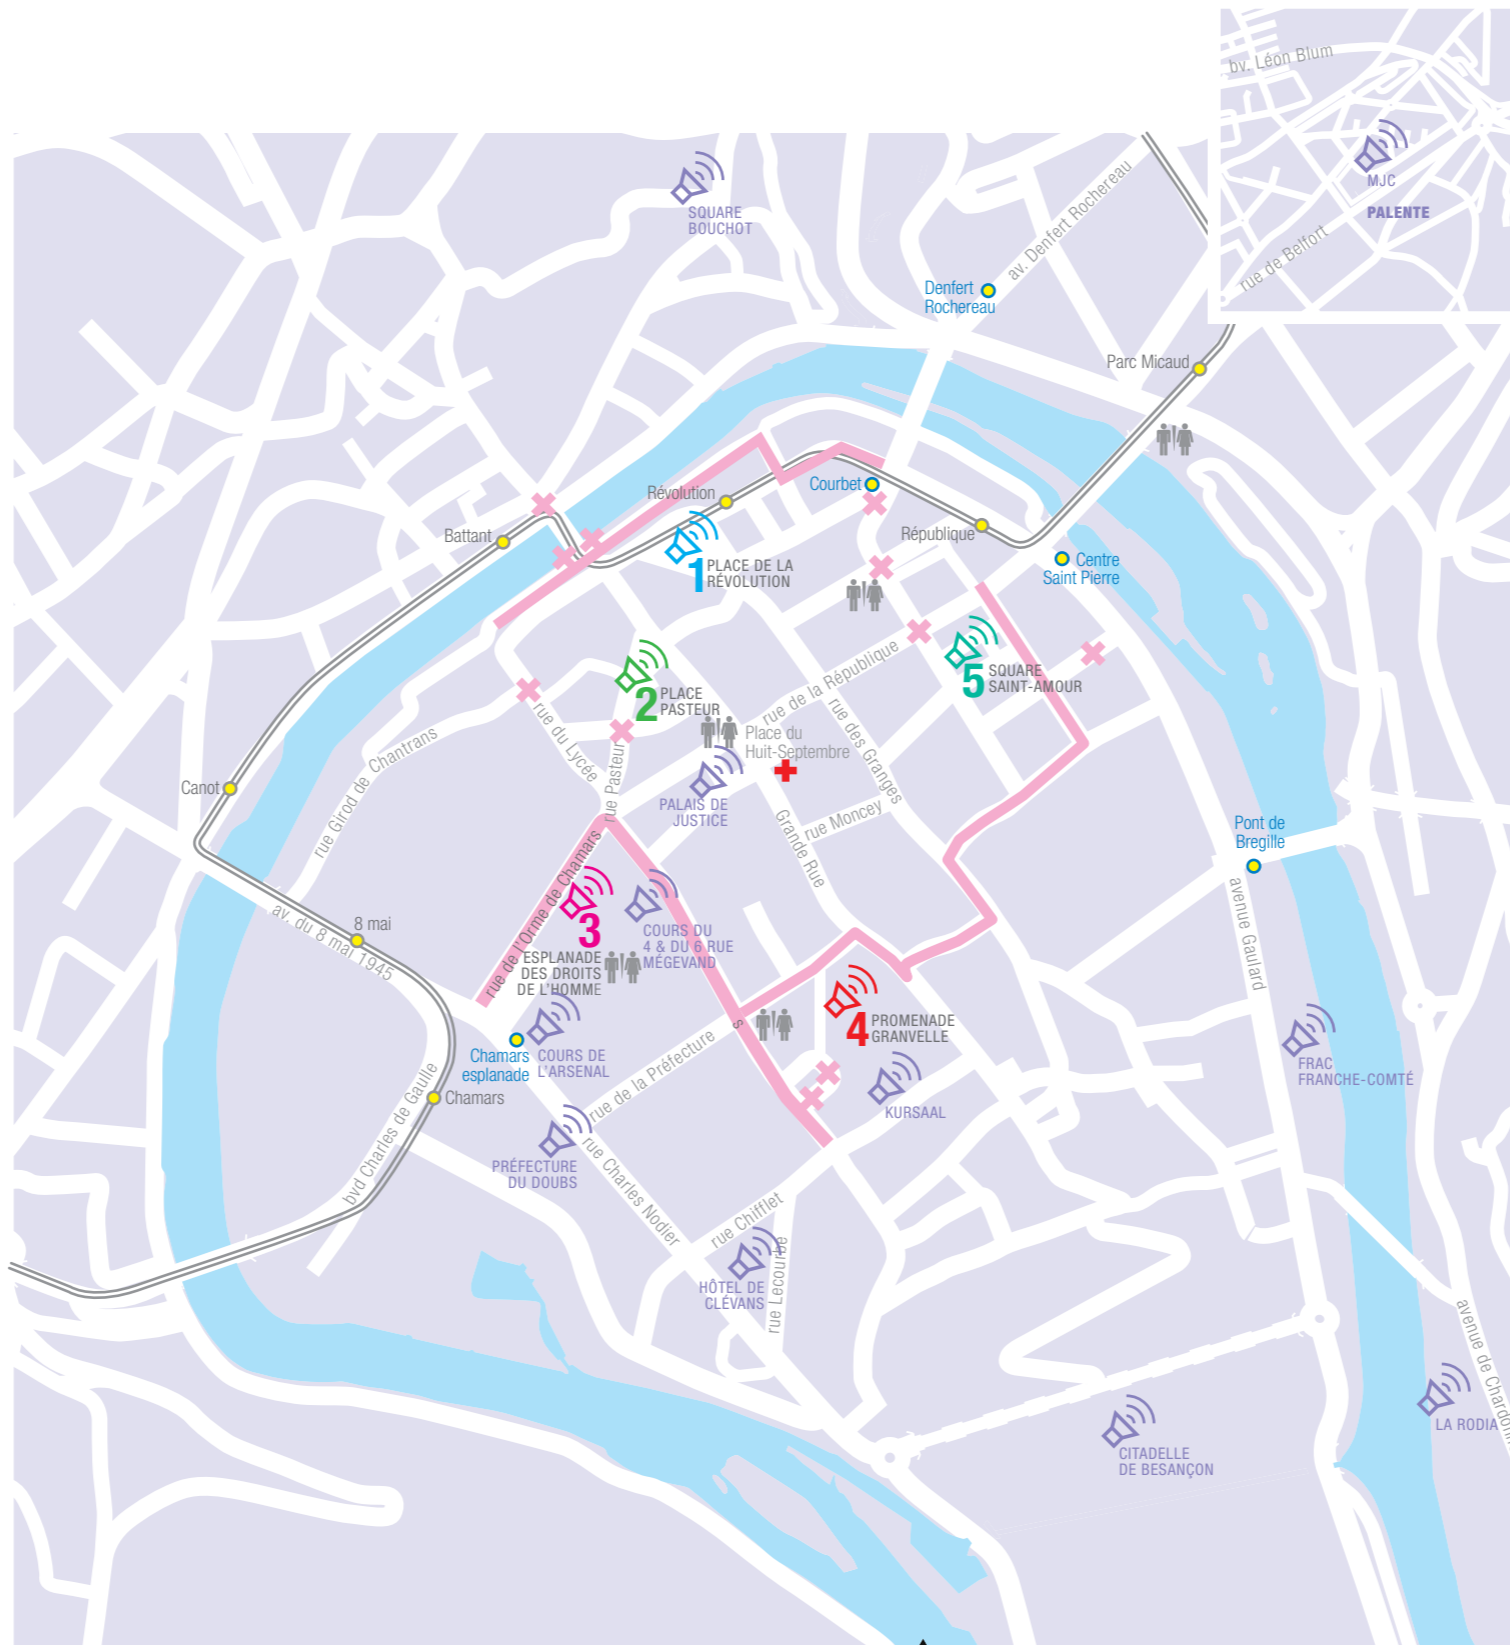 bv. Léon Blum
MJC
PALENTE
rue de Belfort
SQUARE
BOUCHOT
av. Denfert Rochereau
Denfert
Rochereau
Parc Micaud
Révolution
Courbet
Battant
République
Centre
Saint Pierre
1
PLACE DE LA
RÉVOLUTION
2
PLACE
PASTEUR
5
SQUARE
SAINT-AMOUR
rue de la République
rue du Lycée
rue Pasteur
Place du
Huit-Septembre
rue des Granges
rue Girod de Chantrans
Canot
PALAIS DE
JUSTICE
rue Moncey
Grande Rue
Pont de
Bregille
rue de l'Orme de Chamars
av. du 8 mai 1945
8 mai
3
ESPLANADE
DES DROITS
DE L'HOMME
COURS DU
4 & DU 6 RUE
MÉGEVAND
avenue Gaulard
4
PROMENADE
GRANVELLE
s
Chamars
esplanade
COURS DE
L'ARSENAL
rue de la Préfecture
FRAC
FRANCHE-COMTÉ
KURSAAL
Chamars
bvd Charles de Gaulle
PRÉFECTURE
DU DOUBS
rue Charles Nodier
rue Chifflet
rue Lecourbe
HÔTEL DE
CLÉVANS
avenue de Chardonn
LA RODIA
CITADELLE
DE BESANÇON